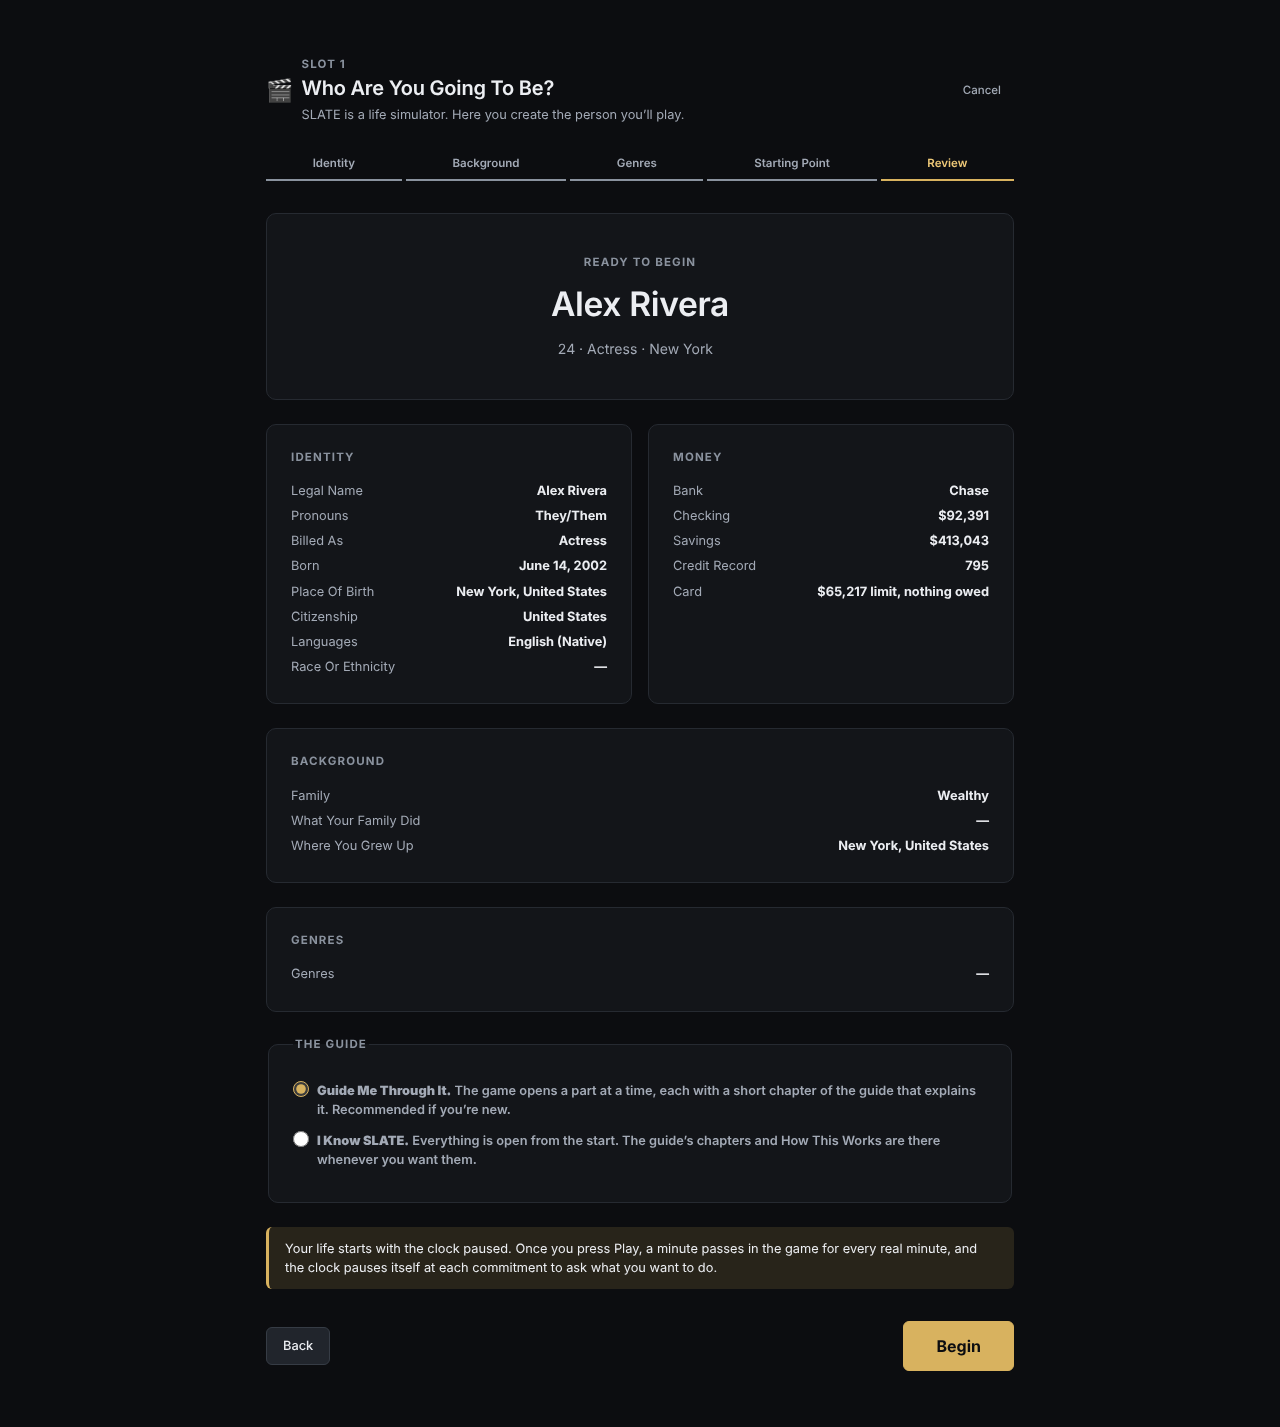 SLOT 1
Who Are You Going To Be?
SLATE is a life simulator. Here you create the person you’ll play.
Cancel
Identity
Background
Genres
Starting Point
Review
READY TO BEGIN
Alex Rivera
24 · Actress · New York
IDENTITY
Legal Name Alex Rivera
Pronouns They/Them
Billed As Actress
Born June 14, 2002
Place Of Birth New York, United States
Citizenship United States
Languages English (Native)
Race Or Ethnicity —
MONEY
Bank Chase
Checking $92,391
Savings $413,043
Credit Record 795
Card $65,217 limit, nothing owed
BACKGROUND
Family Wealthy
What Your Family Did —
Where You Grew Up New York, United States
GENRES
Genres —
THE GUIDE
Guide Me Through It. The game opens a part at a time, each with a short chapter of the guide that explains
it. Recommended if you’re new.
I Know SLATE. Everything is open from the start. The guide’s chapters and How This Works are there
whenever you want them.
Your life starts with the clock paused. Once you press Play, a minute passes in the game for every real minute, and
the clock pauses itself at each commitment to ask what you want to do.
Back
Begin